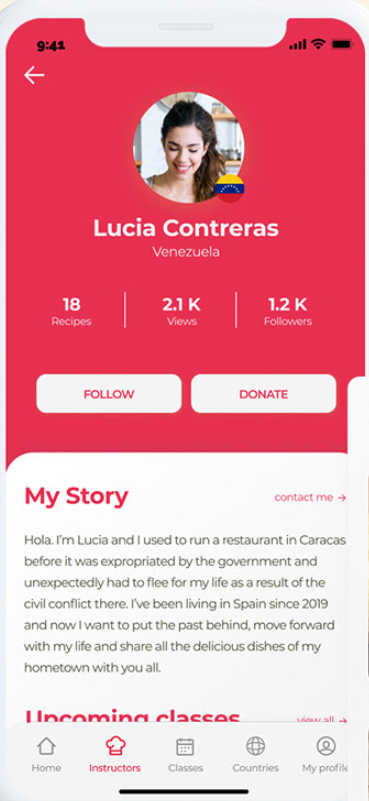 9:41
Lucia Contreras
Venezuela
18 2.1 K 1.2 K
Recipes Views Followers
FOLLOW DONATE
My Story contact me →
Hola. I'm Lucia and I used to run a restaurant in Caracas
before it was expropriated by the government and
unexpectedly had to flee for my life as a result of the
civil conflict there. I've been living in Spain since 2019
and now I want to put the past behind, move forward
with my life and share all the delicious dishes of my
hometown with you all.
Upcoming classes view all →
Home Instructors Classes Countries My profile